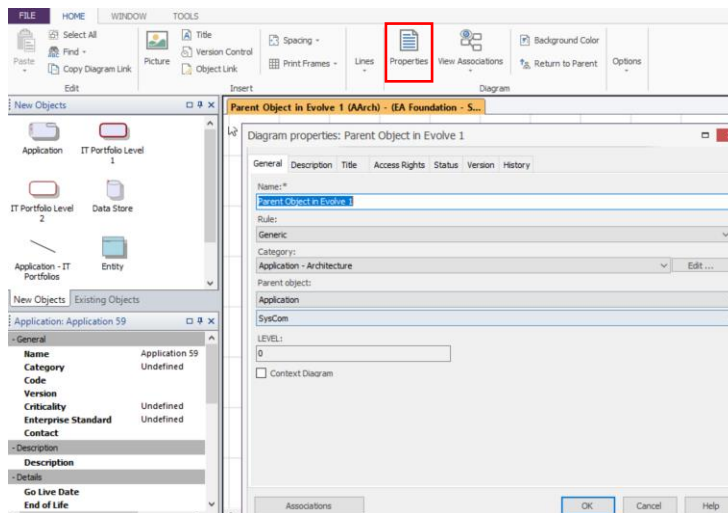 FILE HOME WINDOW TOOLS
Paste
Select All
Find
Copy Diagram Link
Edit
Picture
Title
Version Control
Object Link
Insert
Spacing
Print Frames
Lines
Properties
View Associations
Background Color
Return to Parent
Diagram
Options
New Objects
Application
IT Portfolio Level
1
IT Portfolio Level
2
Data Store
Application - IT
Portfolios
Entity
New Objects Existing Objects
Application: Application 59
- General
Name Application 59
Category Undefined
Code
Version
Criticality Undefined
Enterprise Standard Undefined
Contact
- Description
Description
- Details
Go Live Date
End of Life
Parent Object in Evolve 1 (AArch) - (EA Foundation - S...
Diagram properties: Parent Object in Evolve 1
General Description Title Access Rights Status Version History
Name:*
Parent Object in Evolve 1
Rule:
Generic
Category:
Application - Architecture
Edit ...
Parent object:
Application
SysCom
LEVEL:
0
Context Diagram
Associations OK Cancel Help